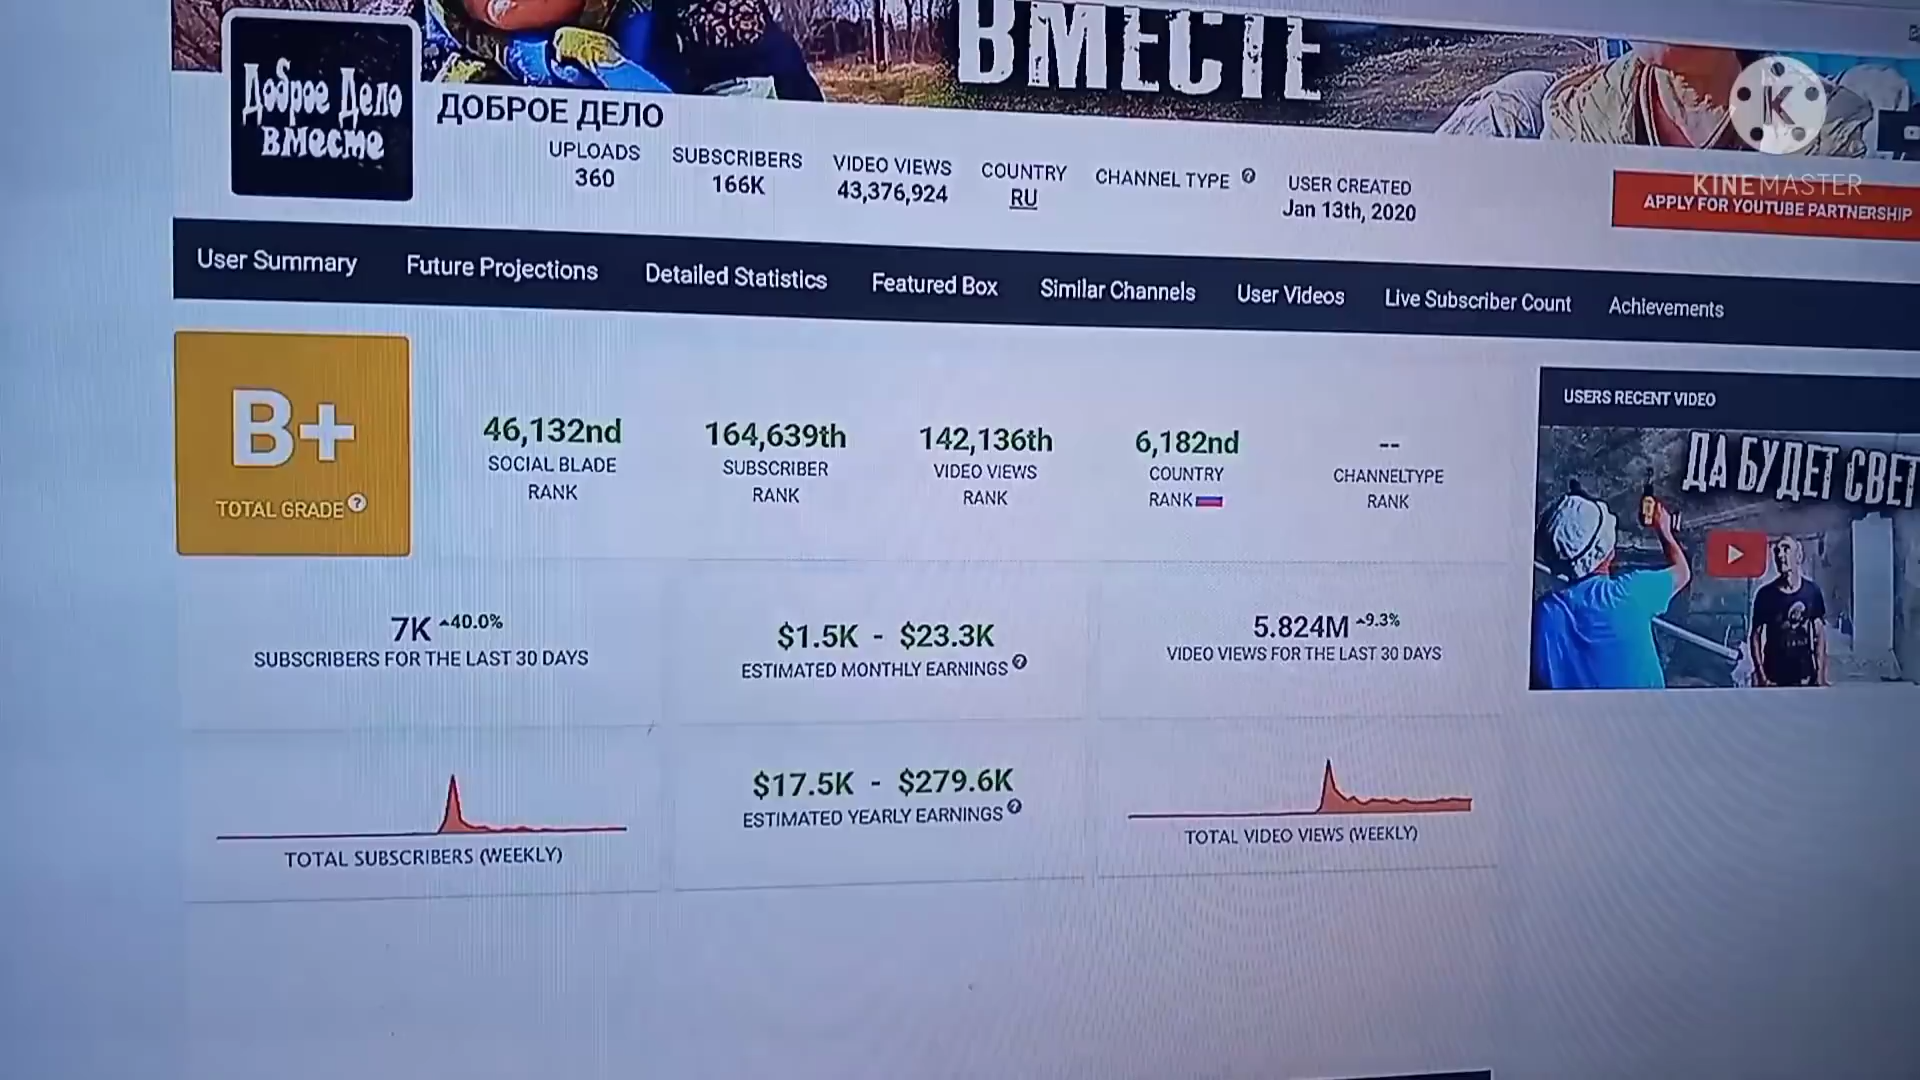 ВМЕСТЕ
Доброе Дело
вместе
ДОБРОЕ ДЕЛО
UPLOADS
360
SUBSCRIBERS
166K
VIDEO VIEWS
43,376,924
COUNTRY
RU
CHANNEL TYPE ?
USER CREATED
Jan 13th, 2020
K
KINEMASTER
APPLY FOR YOUTUBE PARTNERSHIP
User Summary
Future Projections
Detailed Statistics
Featured Box
Similar Channels
User Videos
Live Subscriber Count
Achievements
B+
TOTAL GRADE ?
46,132nd
SOCIAL BLADE
RANK
164,639th
SUBSCRIBER
RANK
142,136th
VIDEO VIEWS
RANK
6,182nd
COUNTRY
RANK
--
CHANNELTYPE
RANK
USERS RECENT VIDEO
ДА БУДЕТ СВЕТ
7K 40.0%
SUBSCRIBERS FOR THE LAST 30 DAYS
$1.5K - $23.3K
ESTIMATED MONTHLY EARNINGS ?
5.824M 9.3%
VIDEO VIEWS FOR THE LAST 30 DAYS
TOTAL SUBSCRIBERS (WEEKLY)
$17.5K - $279.6K
ESTIMATED YEARLY EARNINGS ?
TOTAL VIDEO VIEWS (WEEKLY)